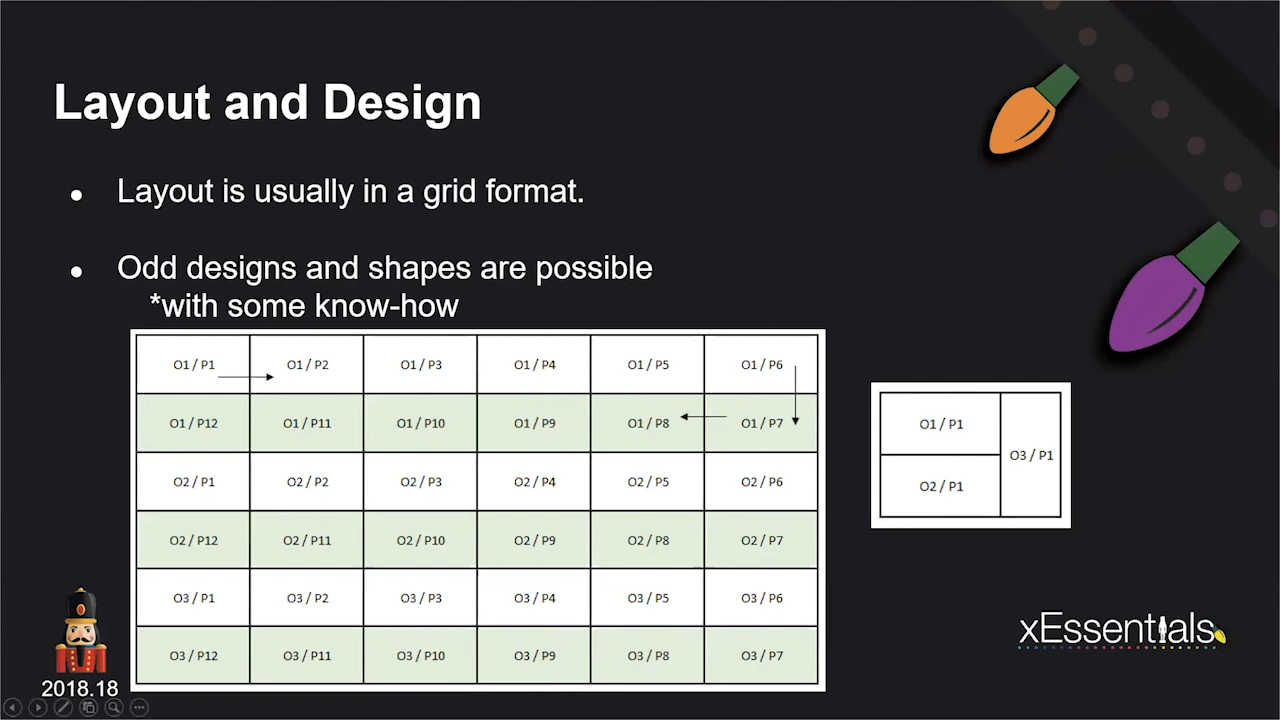 Layout and Design
● Layout is usually in a grid format.
● Odd designs and shapes are possible
*with some know-how
O1 / P1 O1 / P2 O1 / P3 O1 / P4 O1 / P5 O1 / P6
O1 / P12 O1 / P11 O1 / P10 O1 / P9 O1 / P8 O1 / P7
O2 / P1 O2 / P2 O2 / P3 O2 / P4 O2 / P5 O2 / P6
O2 / P12 O2 / P11 O2 / P10 O2 / P9 O2 / P8 O2 / P7
O3 / P1 O3 / P2 O3 / P3 O3 / P4 O3 / P5 O3 / P6
O3 / P12 O3 / P11 O3 / P10 O3 / P9 O3 / P8 O3 / P7
O1 / P1
O3 / P1
O2 / P1
xEssentials
2018.18